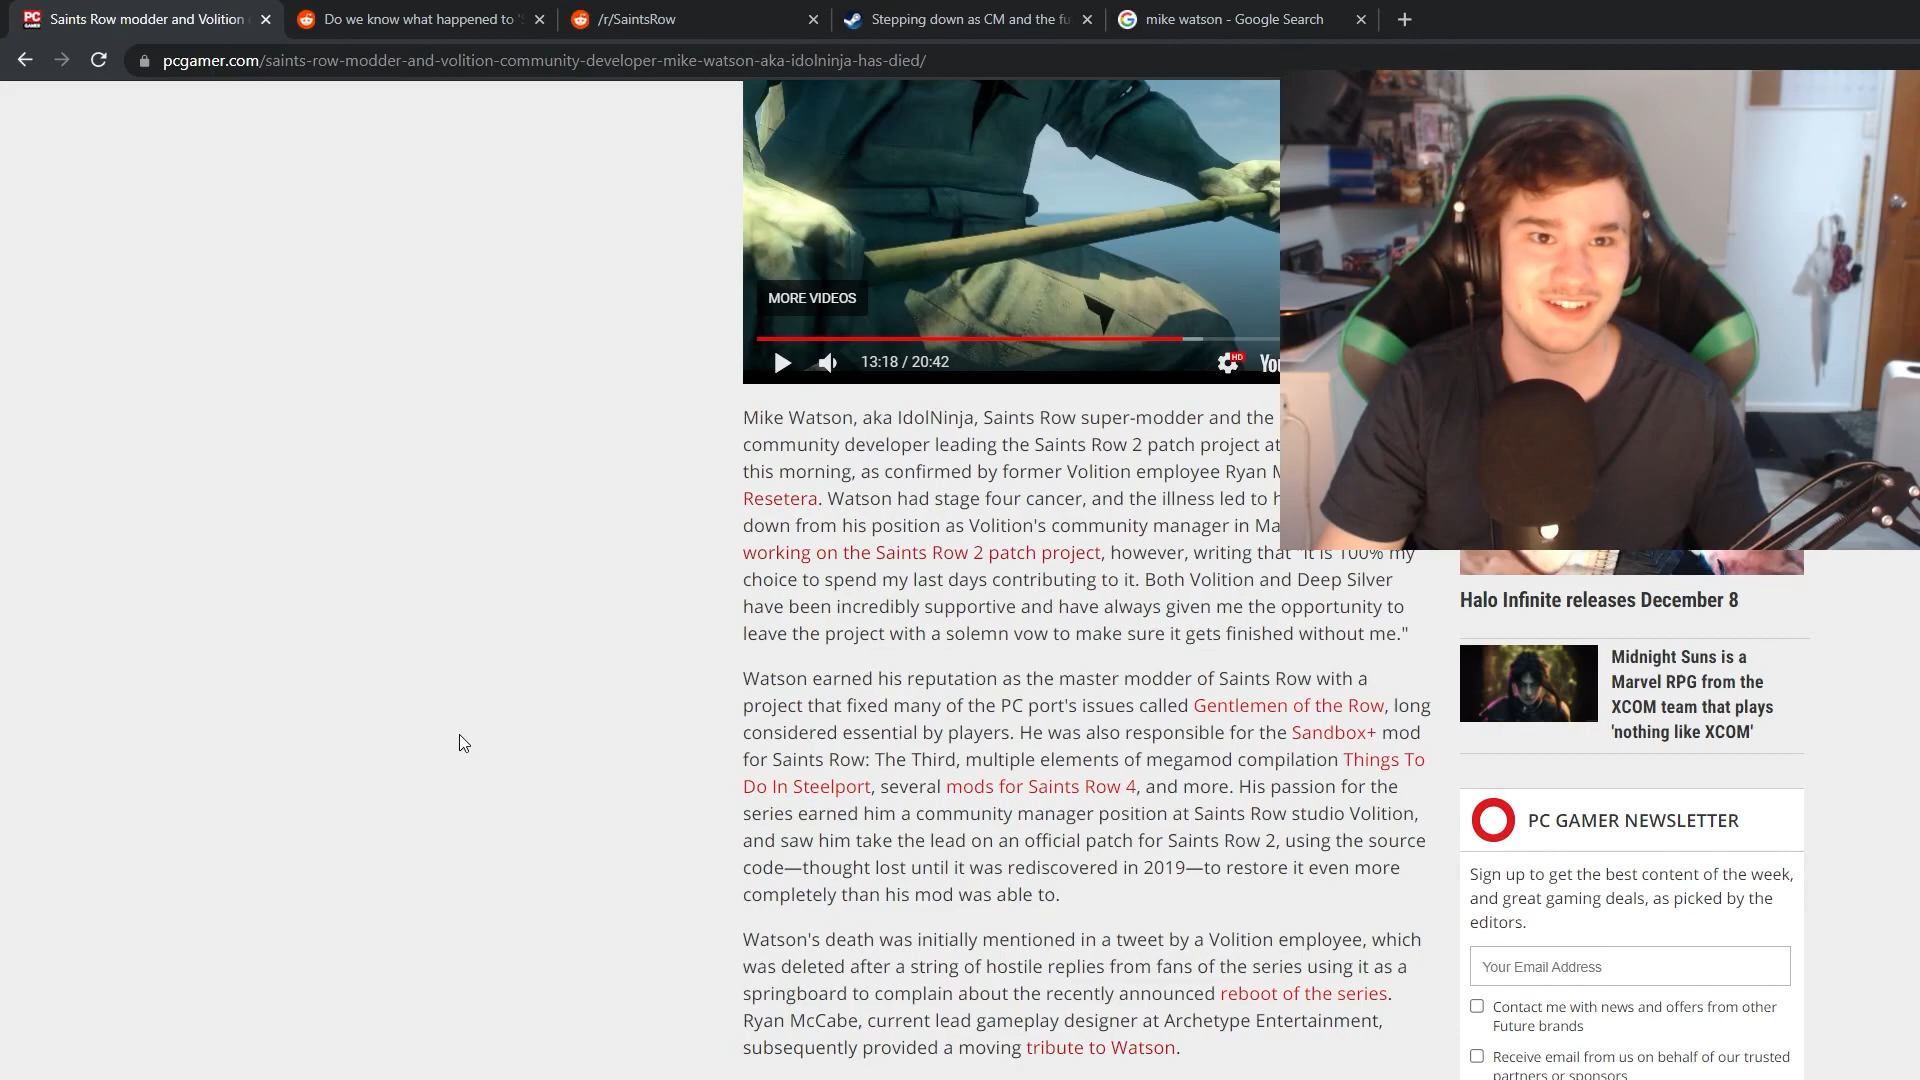 Saints Row modder and Volition
Do we know what happened to 'S
/r/SaintsRow
Stepping down as CM and the fu
mike watson - Google Search
pcgamer.com/saints-row-modder-and-volition-community-developer-mike-watson-aka-idolninja-has-died/
MORE VIDEOS
13:18 / 20:42
HD
You
Mike Watson, aka IdolNinja, Saints Row super-modder and the
community developer leading the Saints Row 2 patch project at
this morning, as confirmed by former Volition employee Ryan
Resetera. Watson had stage four cancer, and the illness led to
down from his position as Volition's community manager in
working on the Saints Row 2 patch project, however, writing that "It is 100% my
choice to spend my last days contributing to it. Both Volition and Deep Silver
have been incredibly supportive and have always given me the opportunity to
leave the project with a solemn vow to make sure it gets finished without me."
Watson earned his reputation as the master modder of Saints Row with a
project that fixed many of the PC port's issues called Gentlemen of the Row, long
considered essential by players. He was also responsible for the Sandbox+ mod
for Saints Row: The Third, multiple elements of megamod compilation Things To
Do In Steelport, several mods for Saints Row 4, and more. His passion for the
series earned him a community manager position at Saints Row studio Volition,
and saw him take the lead on an official patch for Saints Row 2, using the source
code—thought lost until it was rediscovered in 2019—to restore it even more
completely than his mod was able to.
Watson's death was initially mentioned in a tweet by a Volition employee, which
was deleted after a string of hostile replies from fans of the series using it as a
springboard to complain about the recently announced reboot of the series.
Ryan McCabe, current lead gameplay designer at Archetype Entertainment,
subsequently provided a moving tribute to Watson.
Halo Infinite releases December 8
Midnight Suns is a
Marvel RPG from the
XCOM team that plays
'nothing like XCOM'
PC GAMER NEWSLETTER
Sign up to get the best content of the week,
and great gaming deals, as picked by the
editors.
Your Email Address
Contact me with news and offers from other
Future brands
Receive email from us on behalf of our trusted
partners or sponsors